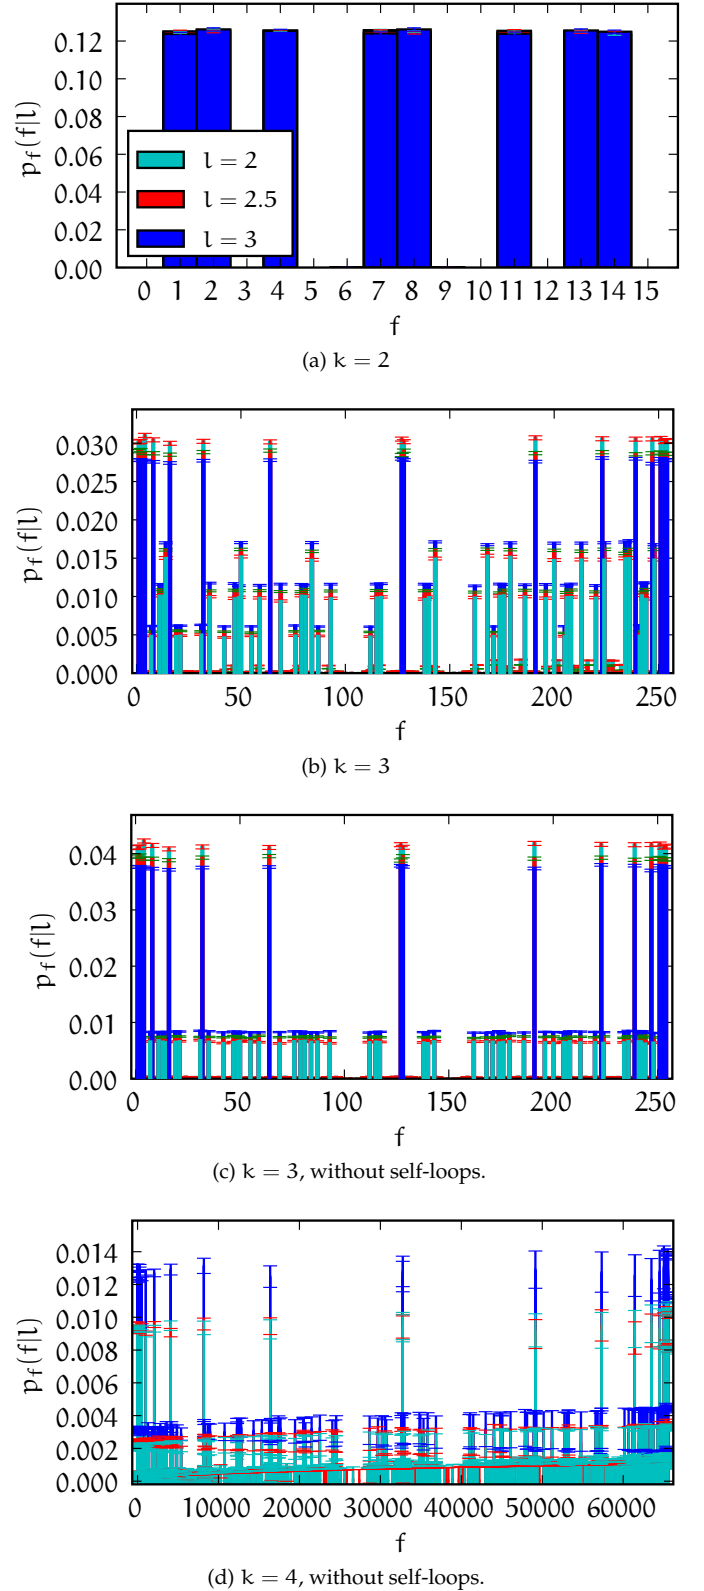 0.12
0.10
0.08
0.06
0.04
0.02
0.00
p_f(f|l)
l = 2
l = 2.5
l = 3
0 1 2 3 4 5 6 7 8 9 10 11 12 13 14 15
f
(a) k = 2
0.030
0.025
0.020
0.015
0.010
0.005
0.000
p_f(f|l)
0 50 100 150 200 250
f
(b) k = 3
0.04
0.03
0.02
0.01
0.00
p_f(f|l)
0 50 100 150 200 250
f
(c) k = 3, without self-loops.
0.014
0.012
0.010
0.008
0.006
0.004
0.002
0.000
p_f(f|l)
0 10000 20000 30000 40000 50000 60000
f
(d) k = 4, without self-loops.